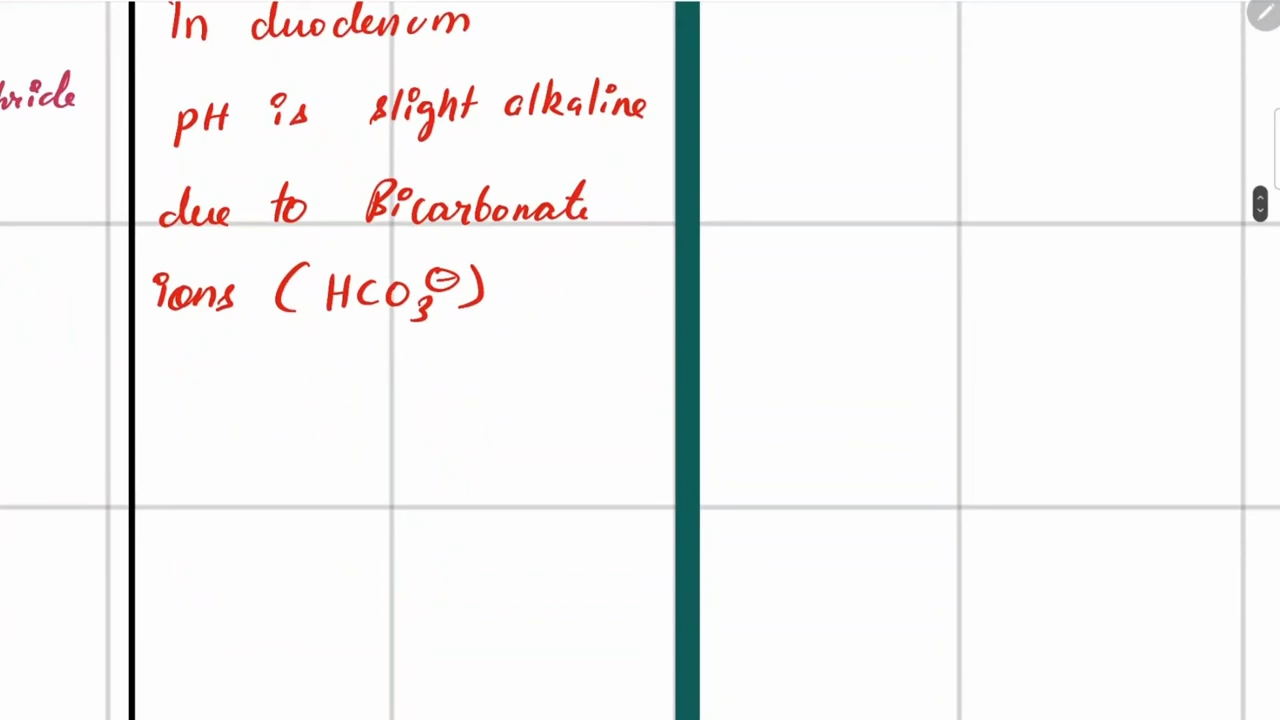 In duodenum
pH is slight alkaline
due to Bicarbonate
ions (HCO₃⊖)